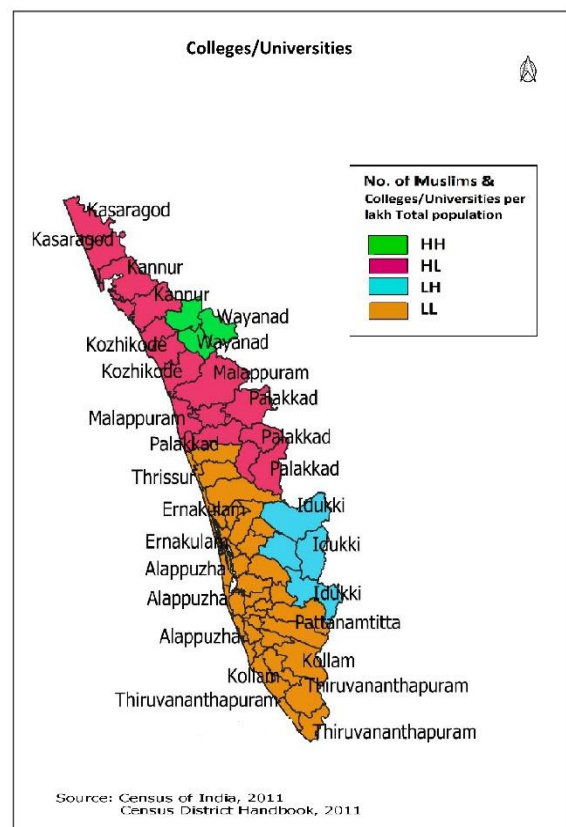 Colleges/Universities
No. of Muslims &
Colleges/Universities per
lakh Total population
HH
HL
LH
LL
Kasaragod
Kasaragod
Kannur
Kannur
Wayanad
Wayanad
Kozhikode
Kozhikode
Malappuram
Palakkad
Malappuram
Palakkad
Palakkad
Palakkad
Thrissur
Idukki
Ernakulam
Ernakulam
Idukki
Alappuzha
Idukki
Alappuzha
Pattanamtitta
Alappuzha
Kollam
Kollam
Thiruvananthapuram
Thiruvananthapuram
Thiruvananthapuram
Source: Census of India, 2011
Census District Handbook, 2011